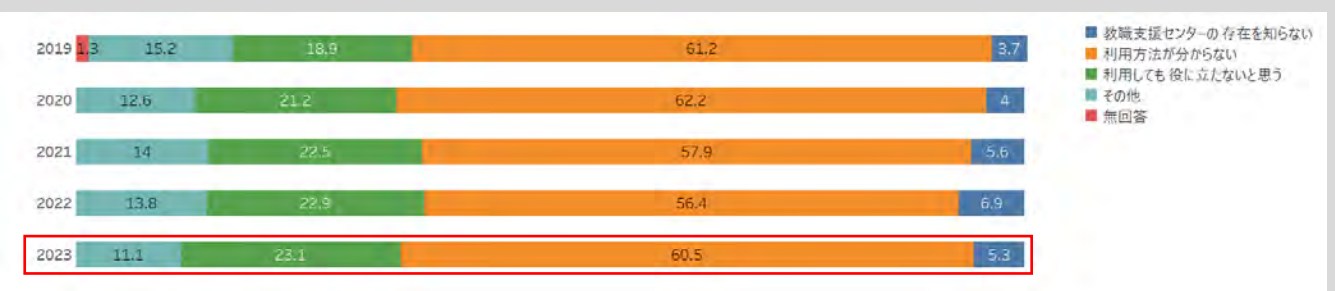 2019 1.3 15.2 18.9 61.2 3.7
2020 12.6 21.2 62.2 4
2021 14 22.5 57.9 5.6
2022 13.8 22.9 56.4 6.9
2023 11.1 23.1 60.5 5.3
教職支援センターの存在を知らない
利用方法が分からない
利用しても役に立たないと思う
その他
無回答